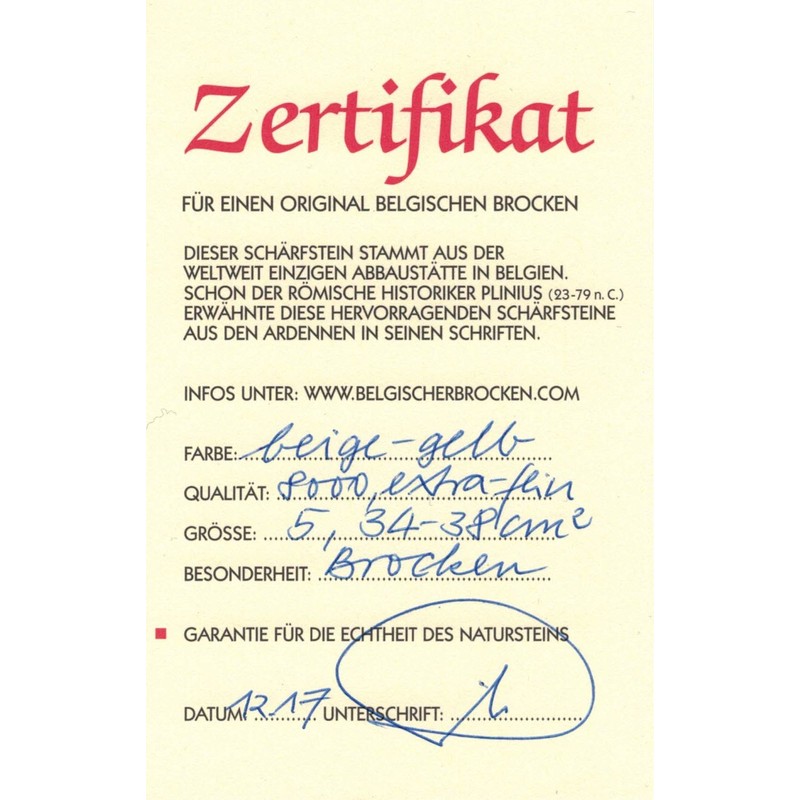 Zertifikat
FÜR EINEN ORIGINAL BELGISCHEN BROCKEN
DIESER SCHÄRFSTEIN STAMMT AUS DER
WELTWEIT EINZIGEN ABBAUSTÄTTE IN BELGIEN.
SCHON DER RÖMISCHE HISTORIKER PLINIUS (23-79 n. C.)
ERWÄHNTE DIESE HERVORRAGENDEN SCHÄRFSTEINE
AUS DEN ARDENNEN IN SEINEN SCHRIFTEN.
INFOS UNTER: WWW.BELGISCHERBROCKEN.COM
FARBE: beige-gelb
QUALITÄT: 8000, extra-fein
GRÖSSE: 5, 34-38 cm²
BESONDERHEIT: Brocken
GARANTIE FÜR DIE ECHTHEIT DES NATURSTEINS
DATUM: 12.17 UNTERSCHRIFT: